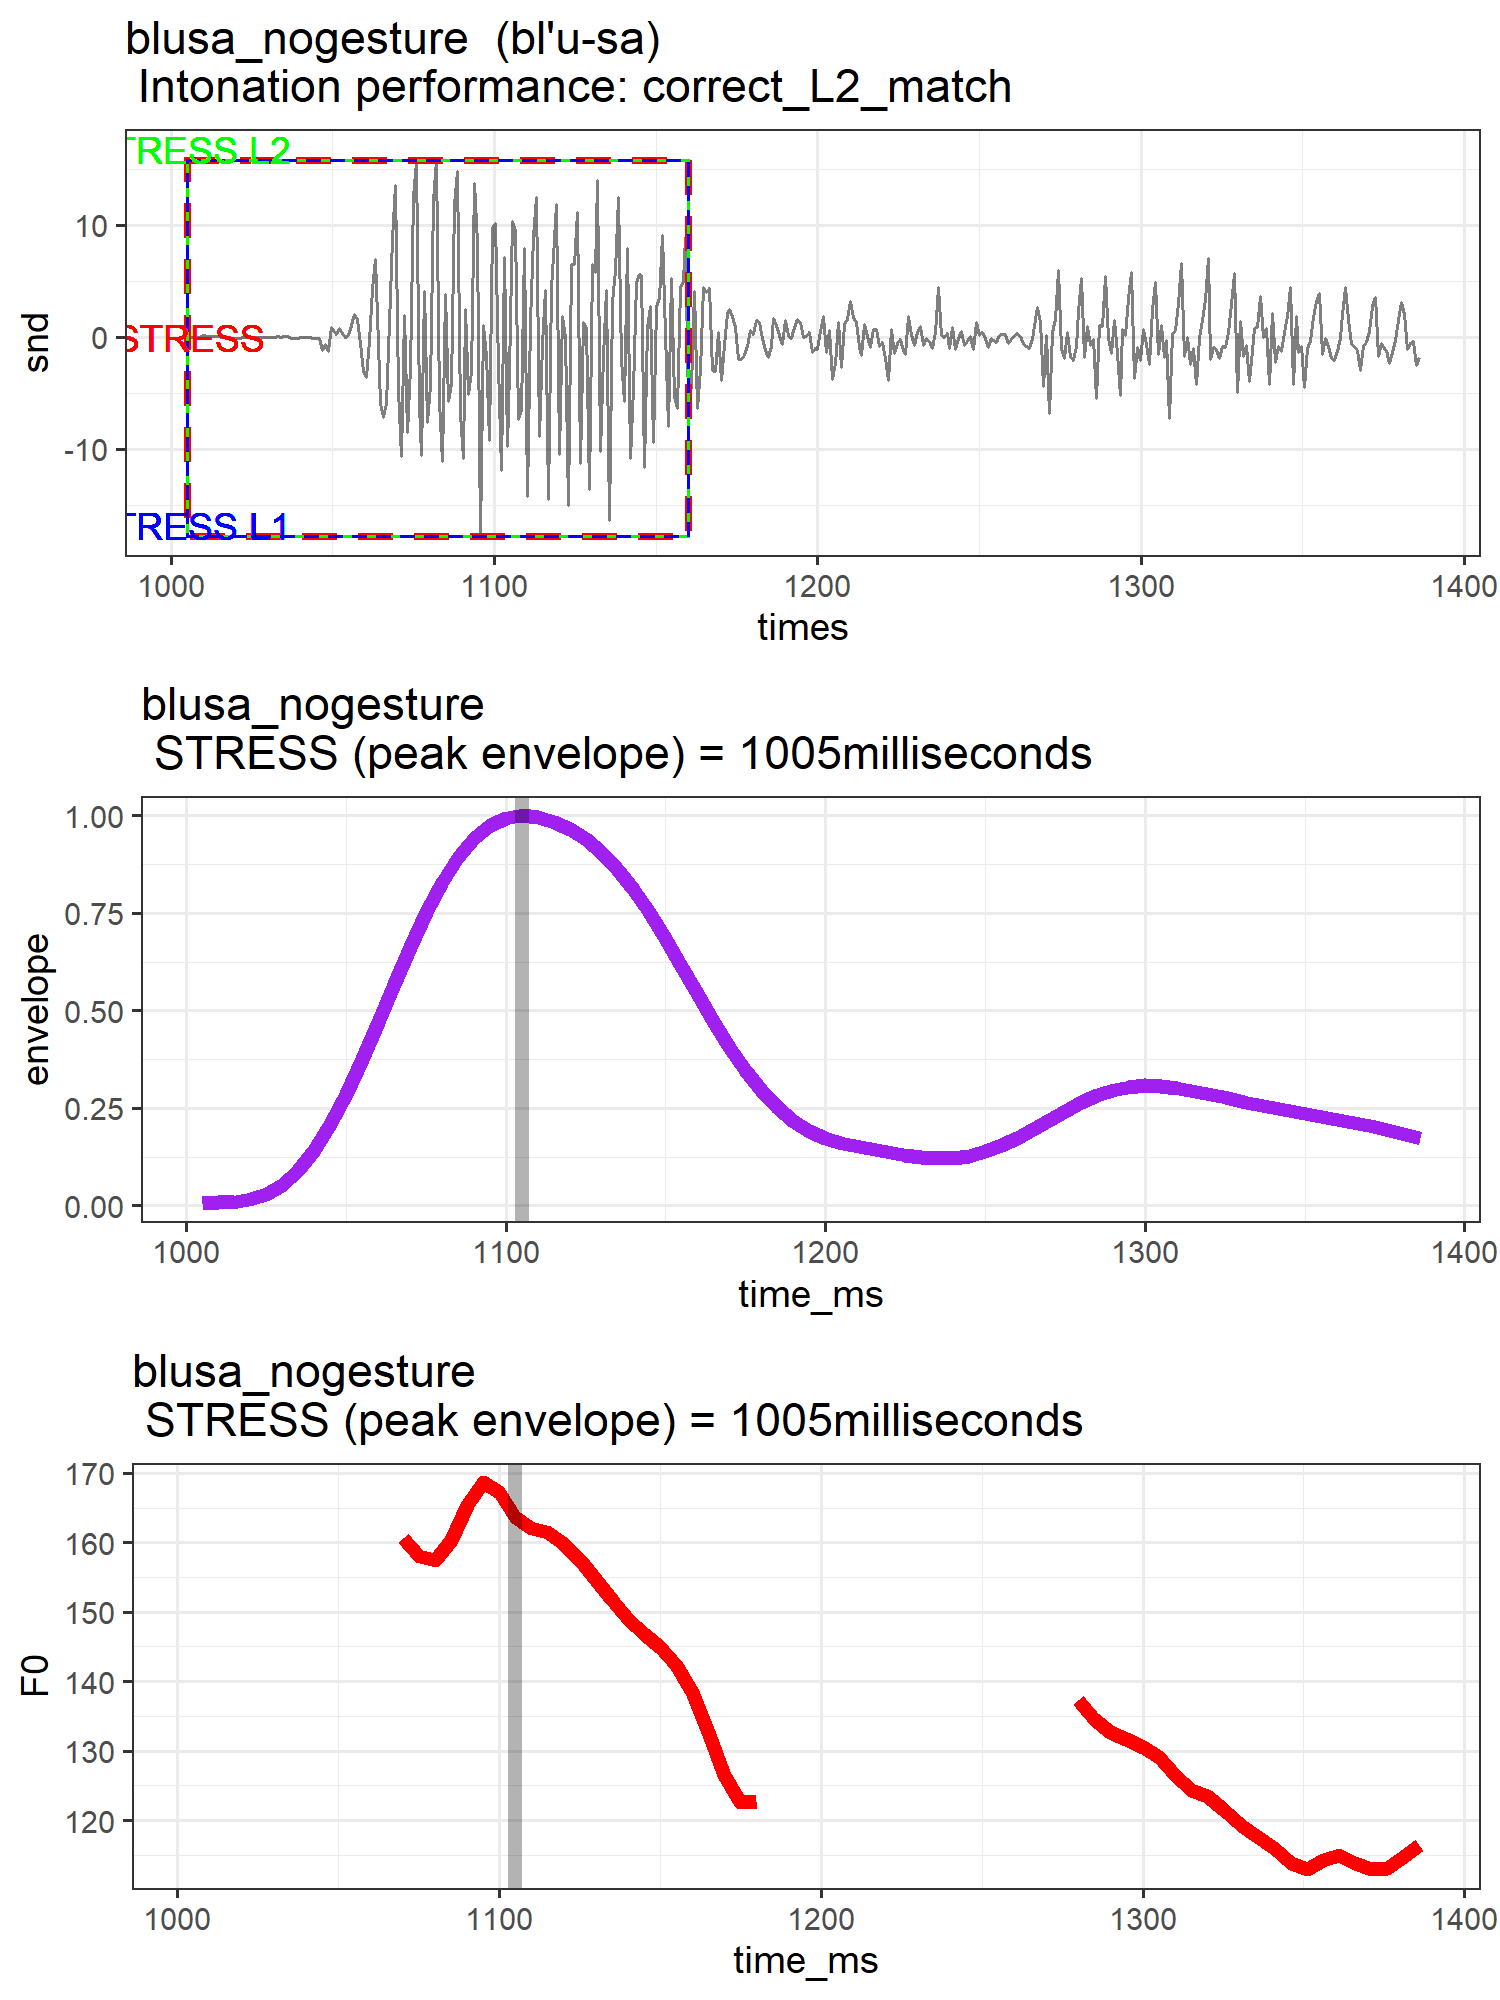 blusa_nogesture (bl'u-sa)
Intonation performance: correct_L2_match
TRESS L2
STRESS
TRESS L1
snd
10
0
-10
1000 1100 1200 1300 1400
times
blusa_nogesture
STRESS (peak envelope) = 1005milliseconds
envelope
1.00
0.75
0.50
0.25
0.00
1000 1100 1200 1300 1400
time_ms
blusa_nogesture
STRESS (peak envelope) = 1005milliseconds
F0
170
160
150
140
130
120
1000 1100 1200 1300 1400
time_ms